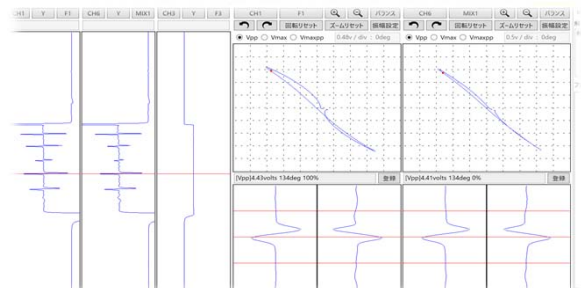 CH1 Y F1 CH6 Y MIX1 CH3 Y F3 CH1 F1 バランス CH6 MIX1 バランス
回転リセット ズームリセット 振幅設定 回転リセット ズームリセット 振幅設定
Vpp Vmax Vmaxpp 0.48v / div : 0deg Vpp Vmax Vmaxpp 0.5v / div : 0deg
[Vpp]4.43volts 134deg 100% 登録 [Vpp]4.41volts 134deg 0% 登録